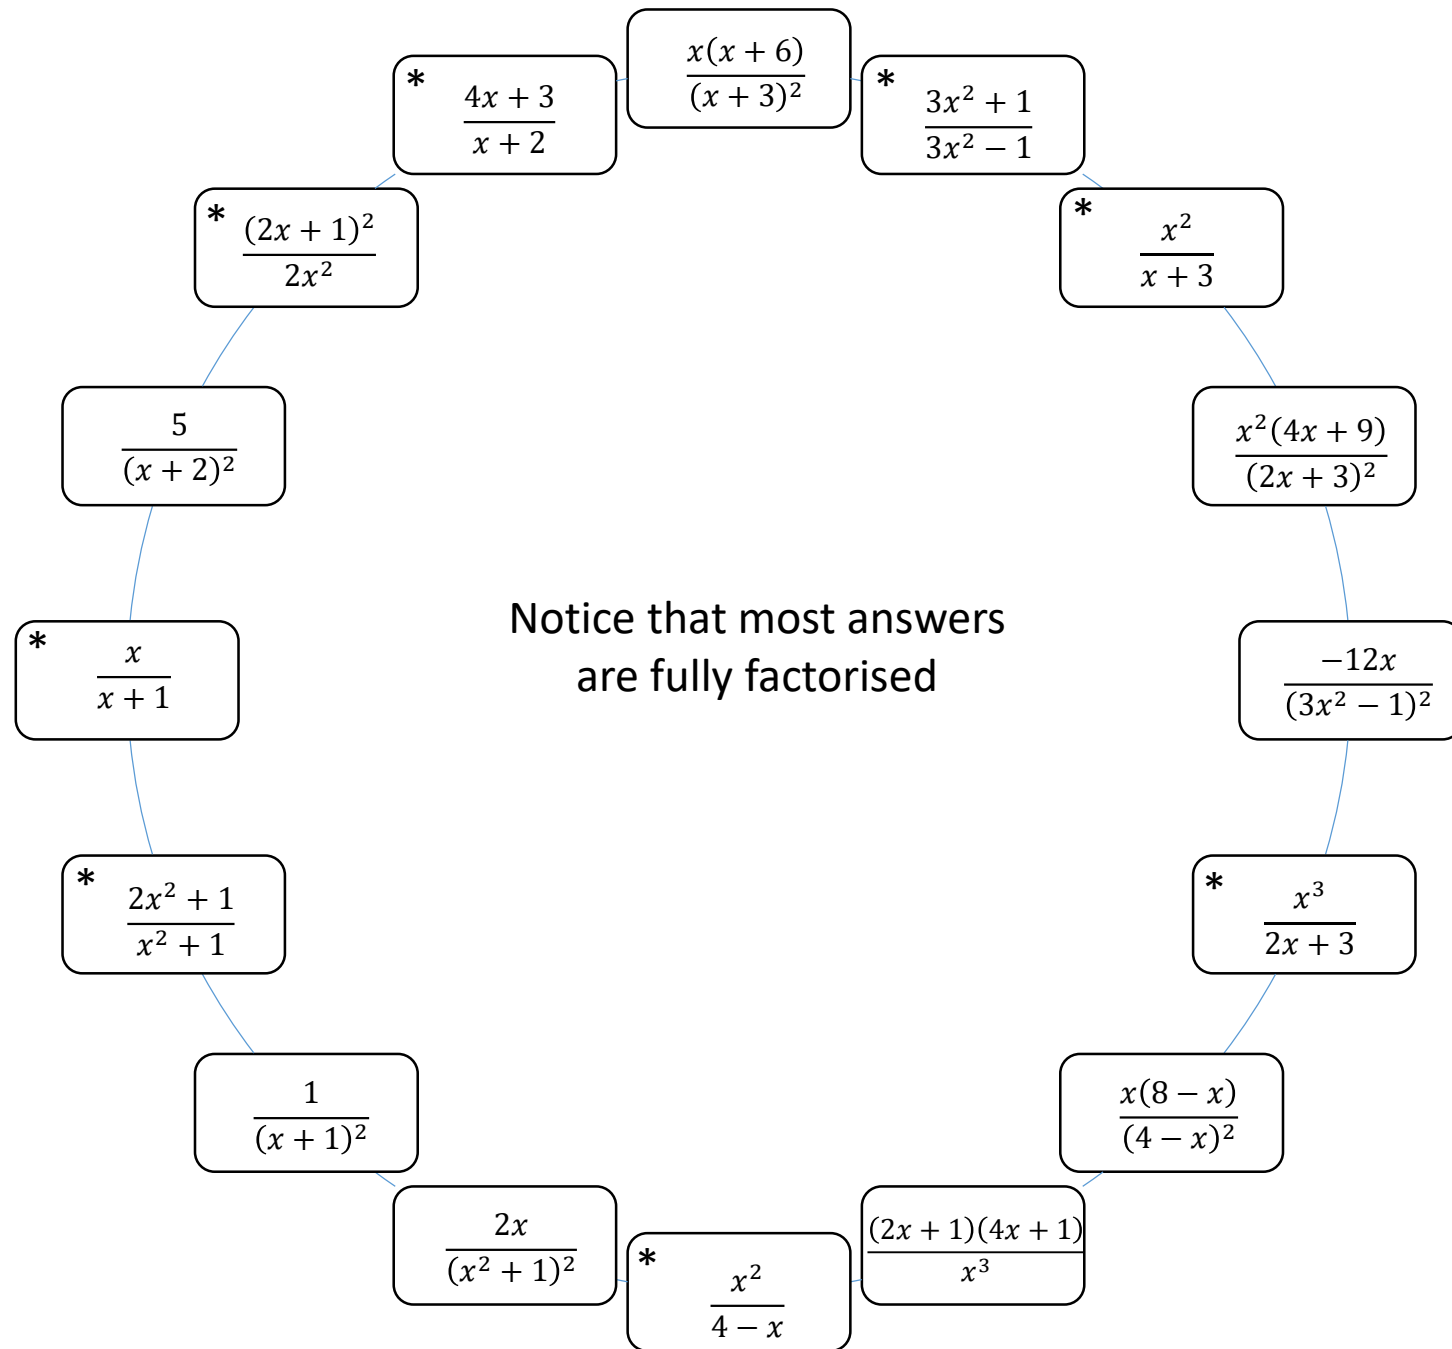 x(x + 6)
(x + 3)²
* 4x + 3
x + 2
* 3x² + 1
3x² − 1
* (2x + 1)²
2x²
* x²
x + 3
5
(x + 2)²
x²(4x + 9)
(2x + 3)²
Notice that most answers
are fully factorised
* x
x + 1
−12x
(3x² − 1)²
* 2x² + 1
x² + 1
* x³
2x + 3
1
(x + 1)²
x(8 − x)
(4 − x)²
2x
(x² + 1)²
* x²
4 − x
(2x + 1)(4x + 1)
x³